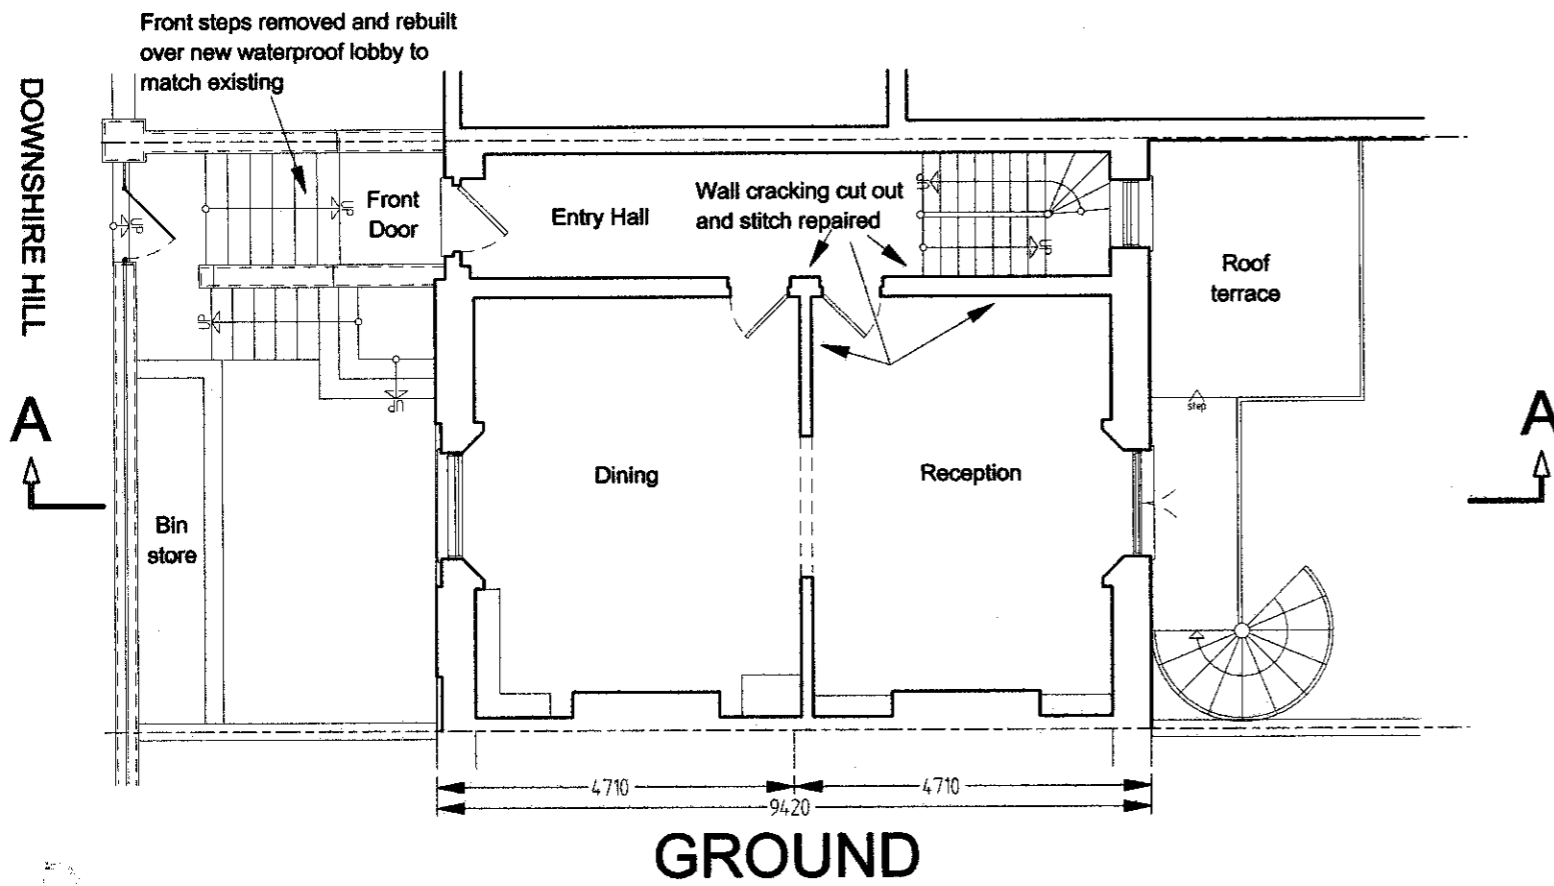 Front steps removed and rebuilt
over new waterproof lobby to
match existing
DOWNSHIRE HILL
UP
UP
Front
Door
Entry Hall
Wall cracking cut out
and stitch repaired
UP
UP
Roof
terrace
UP
UP
A
A
step
Dining
Reception
Bin
store
4710
4710
9420
GROUND